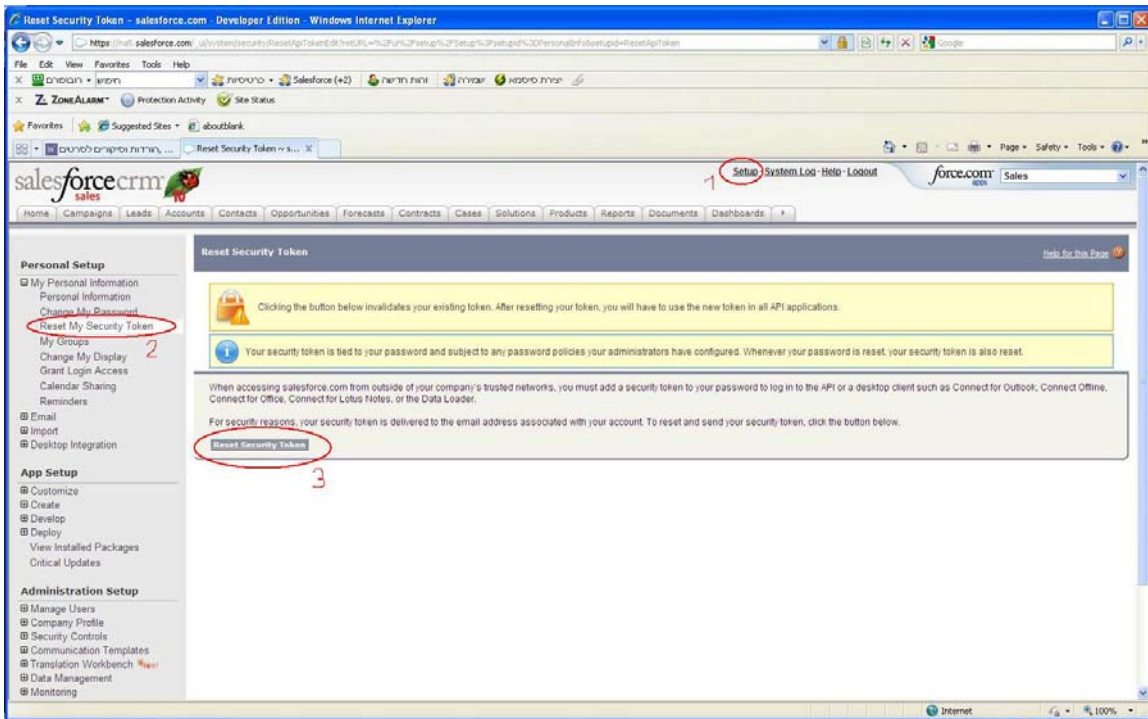 Reset Security Token - salesforce.com - Developer Edition - Windows Internet Explorer
Google
File Edit View Favorites Tools Help
חיפוש
Salesforce (+2)
זהות חדשה
שמירה
יצירת סיסמא
ZONEALARM
Protection Activity
Site Status
Favorites
Suggested Sites
aboutblank
Reset Security Token ~ s...
Page
Safety
Tools
salesforcecrm
sales
10
1
Setup · System Log · Help · Logout
force.com
apps
Sales
Home Campaigns Leads Accounts Contacts Opportunities Forecasts Contracts Cases Solutions Products Reports Documents Dashboards
Personal Setup
My Personal Information
Personal Information
Change My Password
Reset My Security Token
2
My Groups
Change My Display
Grant Login Access
Calendar Sharing
Reminders
Email
Import
Desktop Integration
App Setup
Customize
Create
Develop
Deploy
View Installed Packages
Critical Updates
Administration Setup
Manage Users
Company Profile
Security Controls
Communication Templates
Translation Workbench
Data Management
Monitoring
Reset Security Token
Help for this Page
Clicking the button below invalidates your existing token. After resetting your token, you will have to use the new token in all API applications.
Your security token is tied to your password and subject to any password policies your administrators have configured. Whenever your password is reset, your security token is also reset.
When accessing salesforce.com from outside of your company's trusted networks, you must add a security token to your password to log in to the API or a desktop client such as Connect for Outlook, Connect Offline,
Connect for Office, Connect for Lotus Notes, or the Data Loader.
For security reasons, your security token is delivered to the email address associated with your account. To reset and send your security token, click the button below.
Reset Security Token
3
Internet
100%